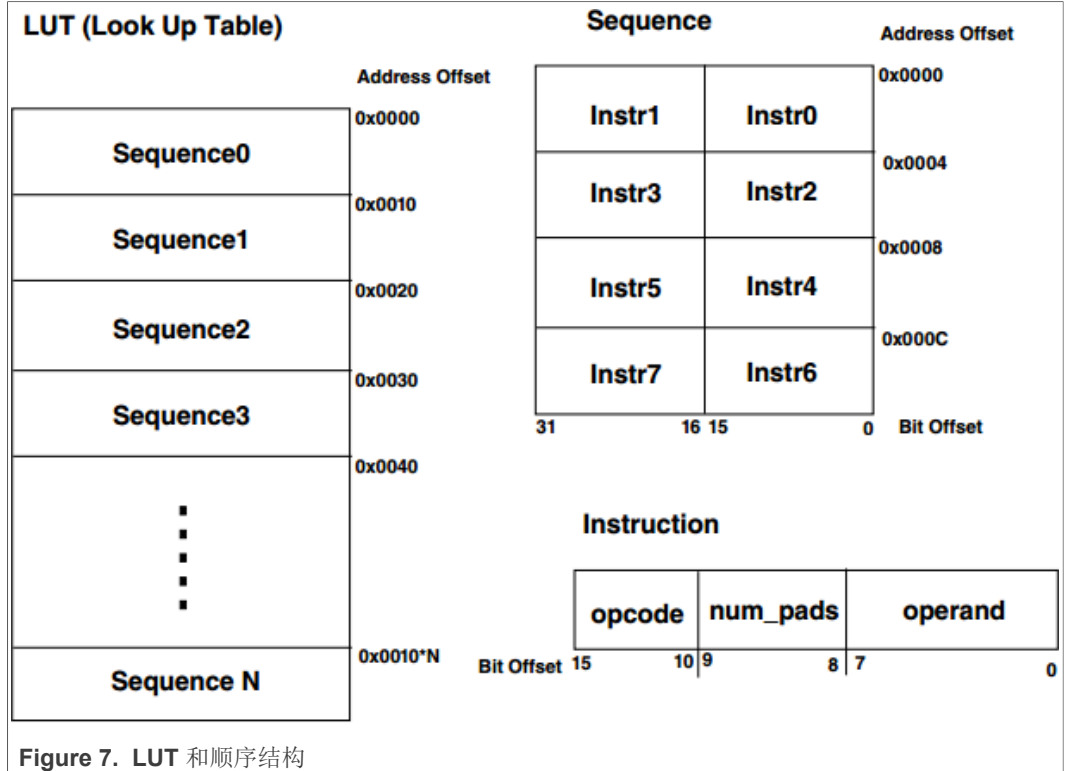 LUT (Look Up Table)
Address Offset
0x0000
Sequence0
0x0010
Sequence1
0x0020
Sequence2
0x0030
Sequence3
0x0040
0x0010*N
Sequence N
Sequence
Address Offset
0x0000
Instr1 Instr0
0x0004
Instr3 Instr2
0x0008
Instr5 Instr4
0x000C
Instr7 Instr6
31 16 15 0 Bit Offset
Instruction
opcode num_pads operand
Bit Offset 15 10 9 8 7 0
Figure 7. LUT 和顺序结构